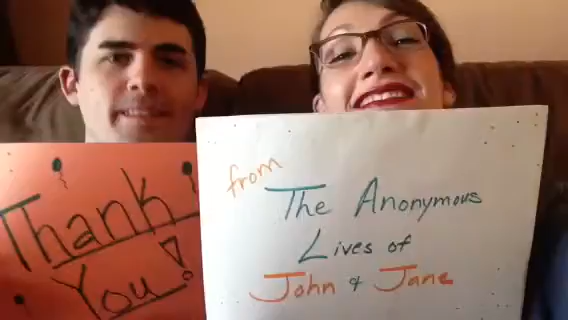 Thank
You!
from
The Anonymous
Lives of
John & Jane